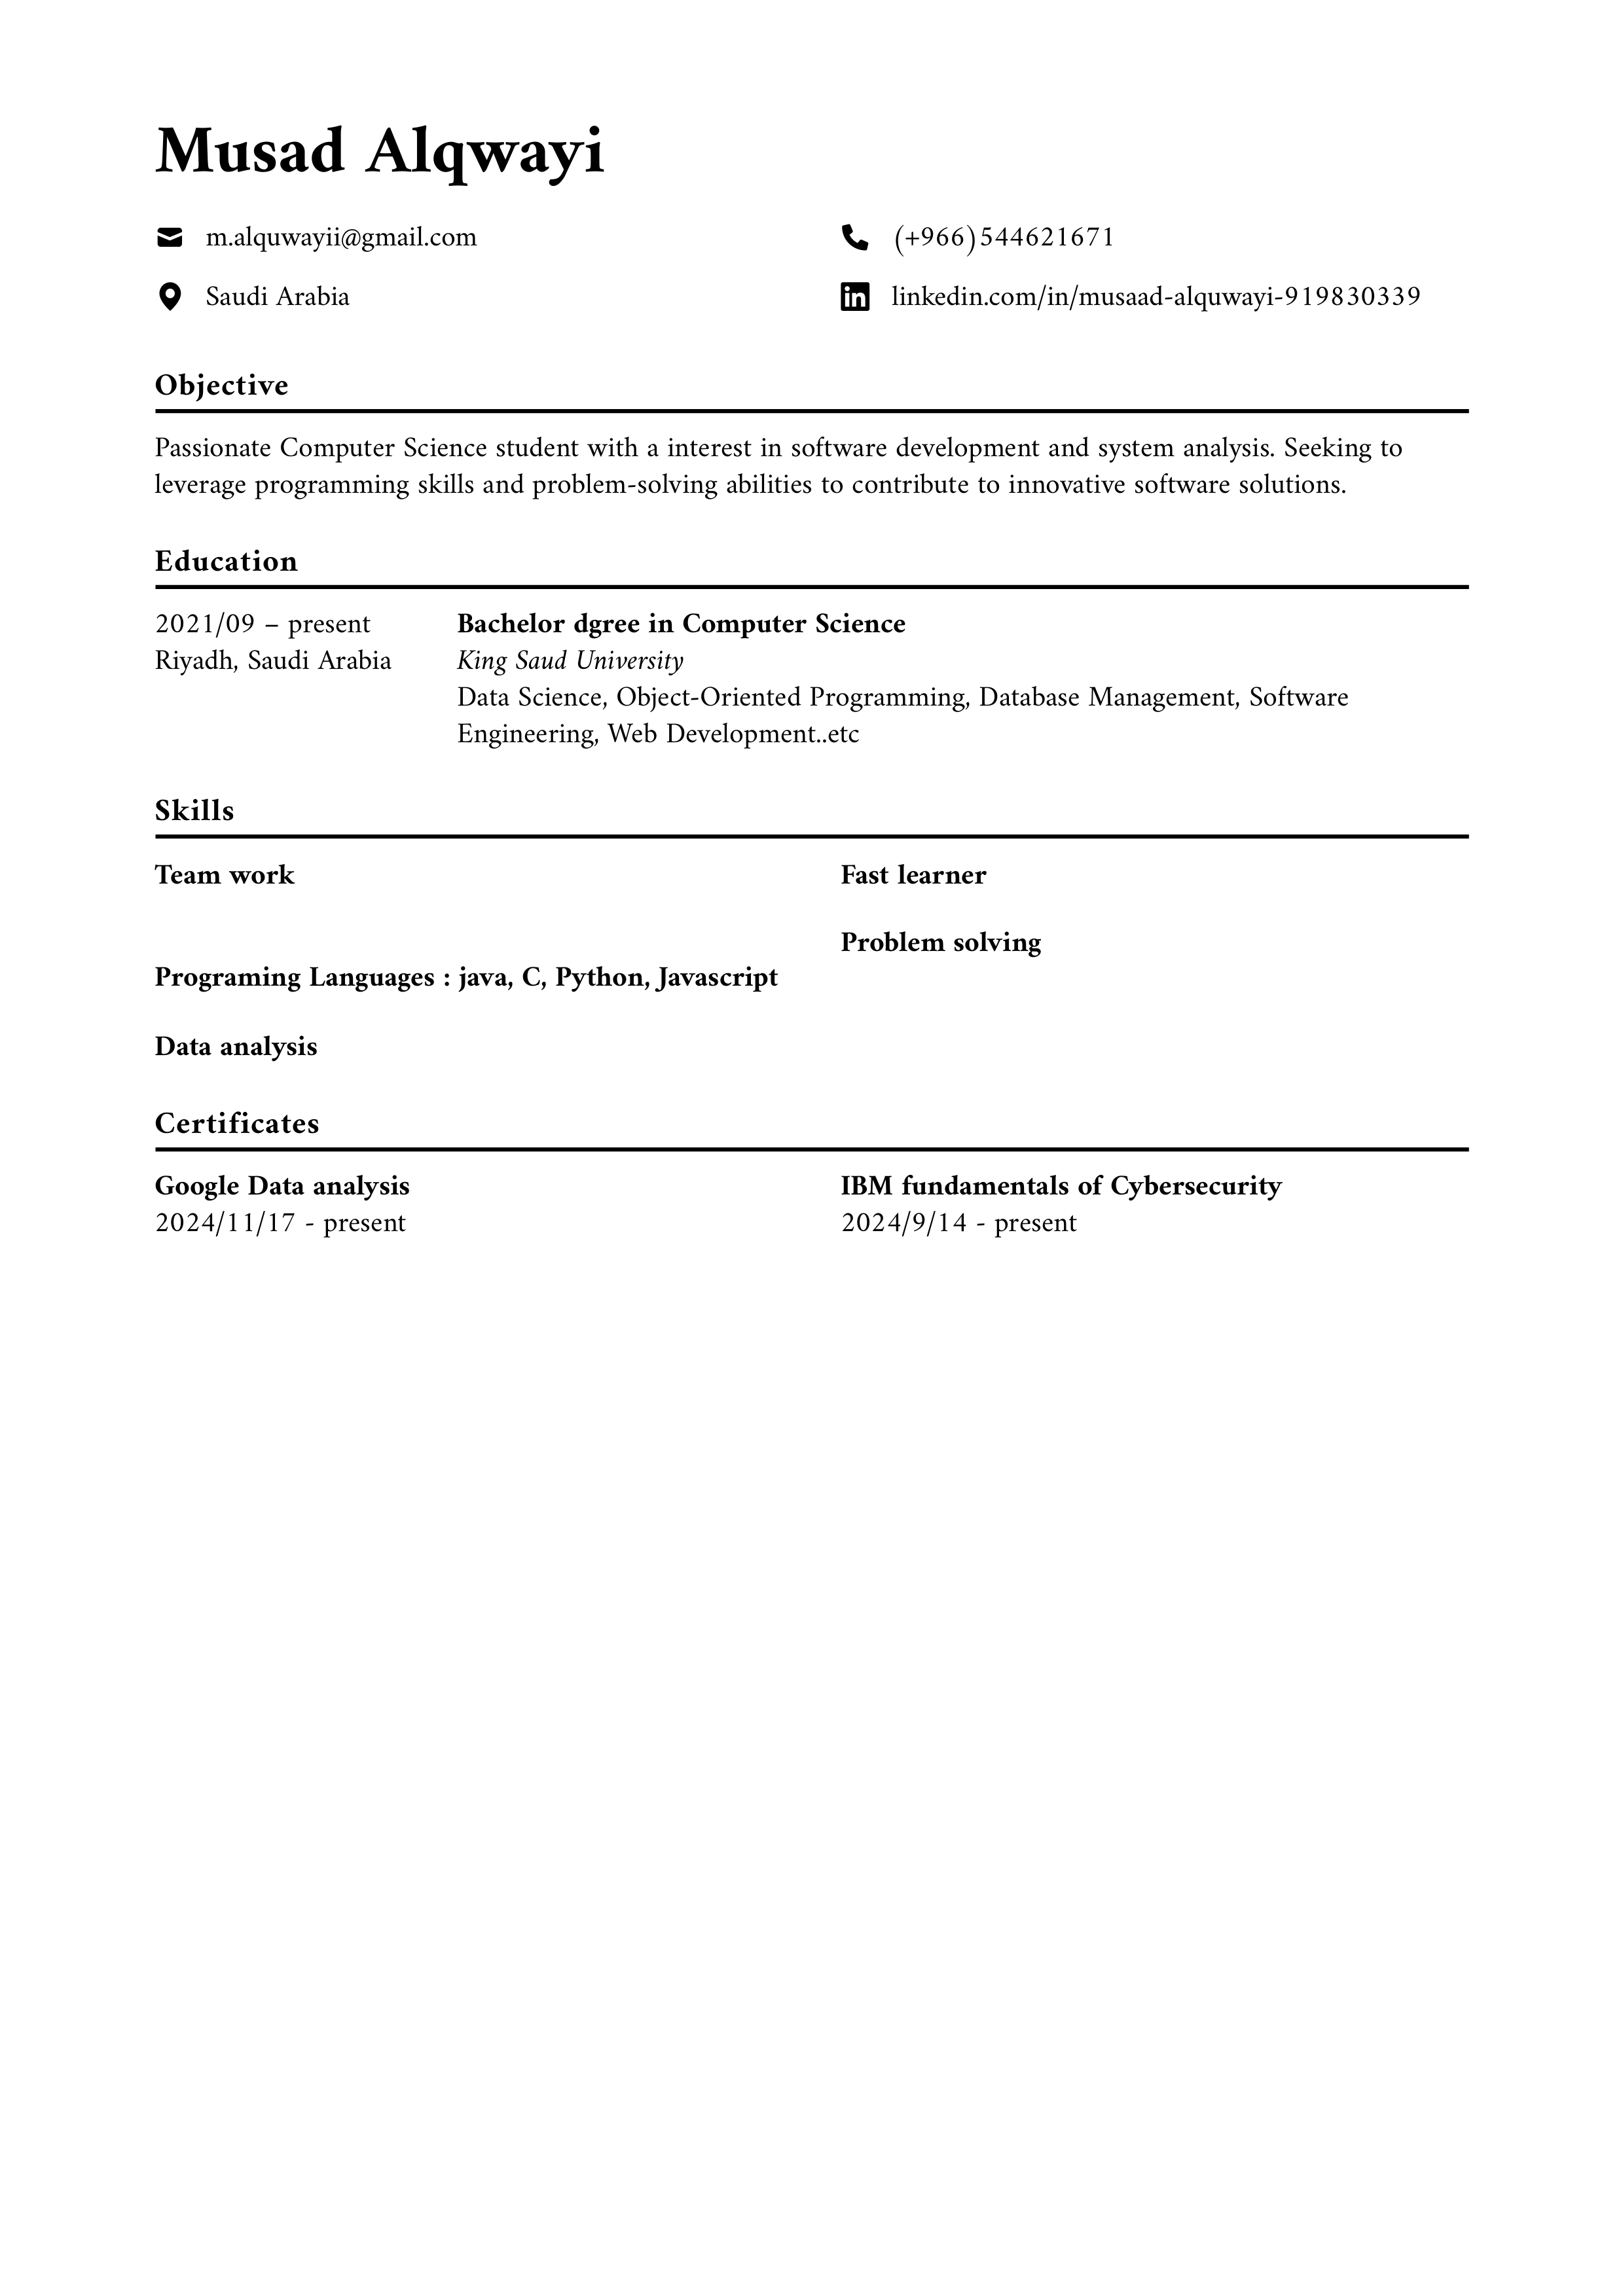 Musad Alqwayi
m.alquwayii@gmail.com
(+966)544621671
Saudi Arabia
linkedin.com/in/musaad-alquwayi-919830339
Objective
Passionate Computer Science student with a interest in software development and system analysis. Seeking to
leverage programming skills and problem-solving abilities to contribute to innovative software solutions.
Education
2021/09 – present
Riyadh, Saudi Arabia
Bachelor dgree in Computer Science
King Saud University
Data Science, Object-Oriented Programming, Database Management, Software
Engineering, Web Development..etc
Skills
Team work
Fast learner
Problem solving
Programing Languages : java, C, Python, Javascript
Data analysis
Certificates
Google Data analysis
2024/11/17 - present
IBM fundamentals of Cybersecurity
2024/9/14 - present